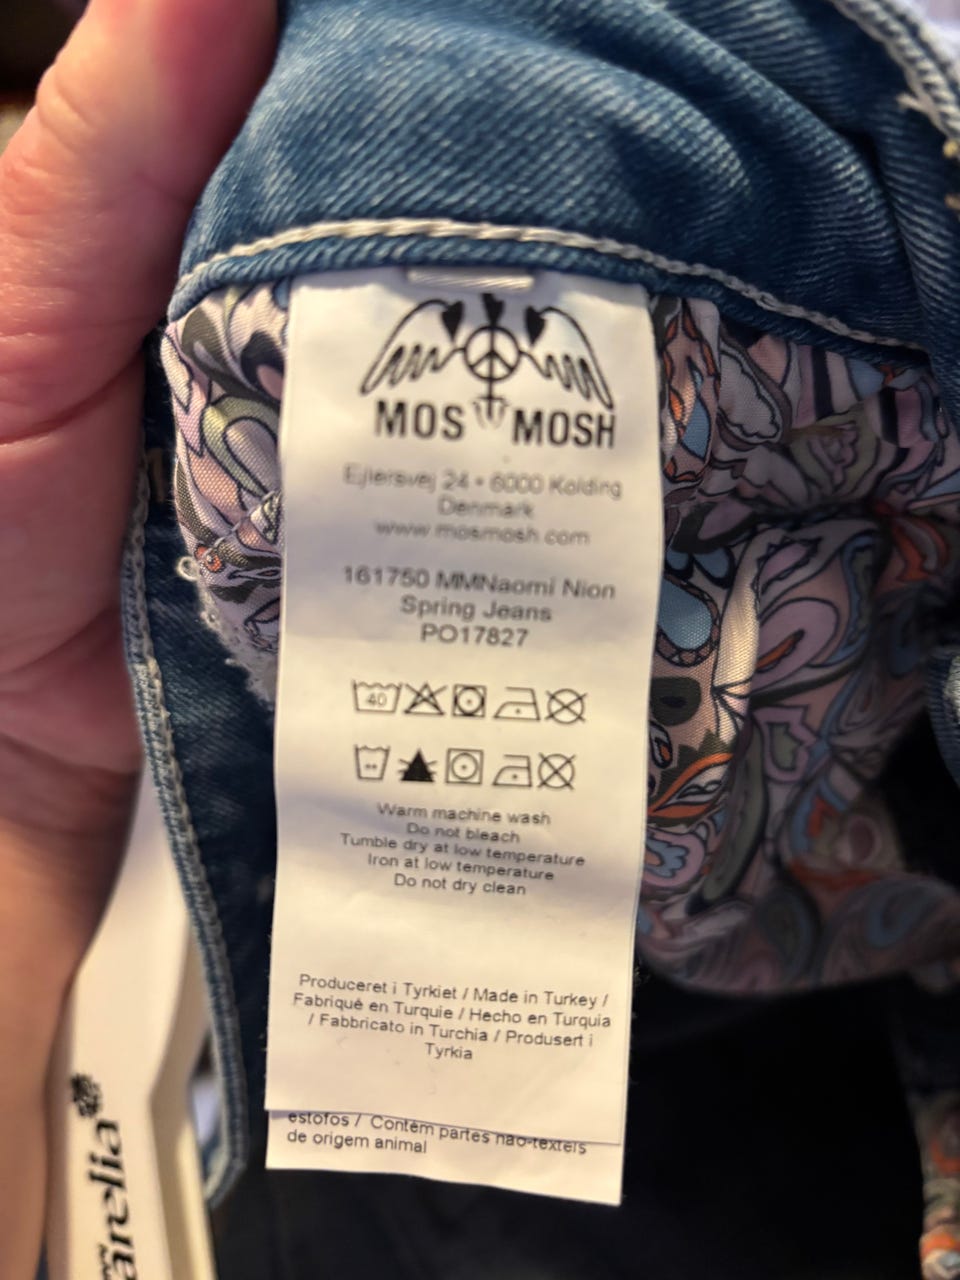 MOS MOSH
Ejlersvej 24 • 6000 Kolding
Denmark
www.mosmosh.com
161750 MMNaomi Nion
Spring Jeans
PO17827
40
Warm machine wash
Do not bleach
Tumble dry at low temperature
Iron at low temperature
Do not dry clean
Produceret i Tyrkiet / Made in Turkey /
Fabriqué en Turquie / Hecho en Turquia
/ Fabbricato in Turchia / Produsert i
Tyrkia
estofos / Contém partes não-têxteis
de origem animal
arelia